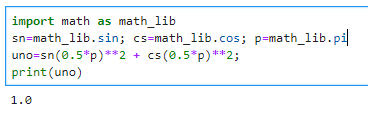 import math as math_lib
sn=math_lib.sin; cs=math_lib.cos; p=math_lib.pi
uno=sn(0.5*p)**2 + cs(0.5*p)**2;
print(uno)
1.0